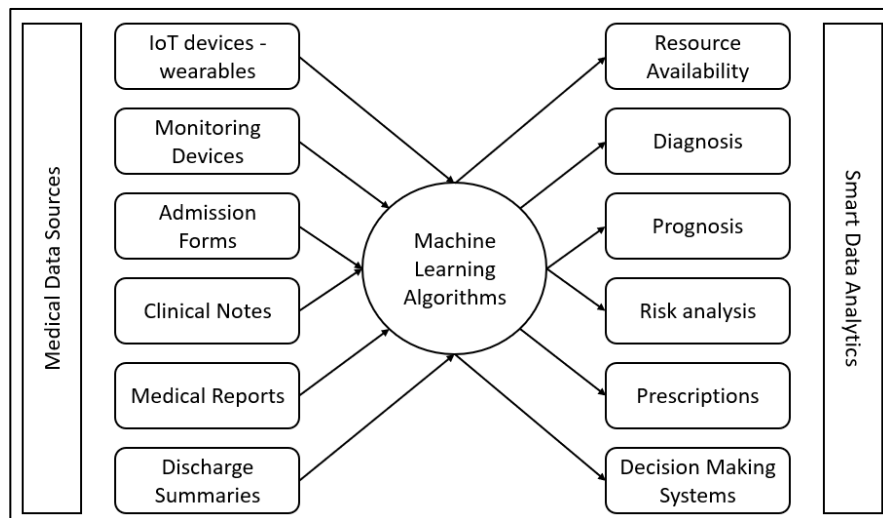 Medical Data Sources
IoT devices -
wearables
Monitoring
Devices
Admission
Forms
Clinical Notes
Medical Reports
Discharge
Summaries
Machine
Learning
Algorithms
Resource
Availability
Diagnosis
Prognosis
Risk analysis
Prescriptions
Decision Making
Systems
Smart Data Analytics